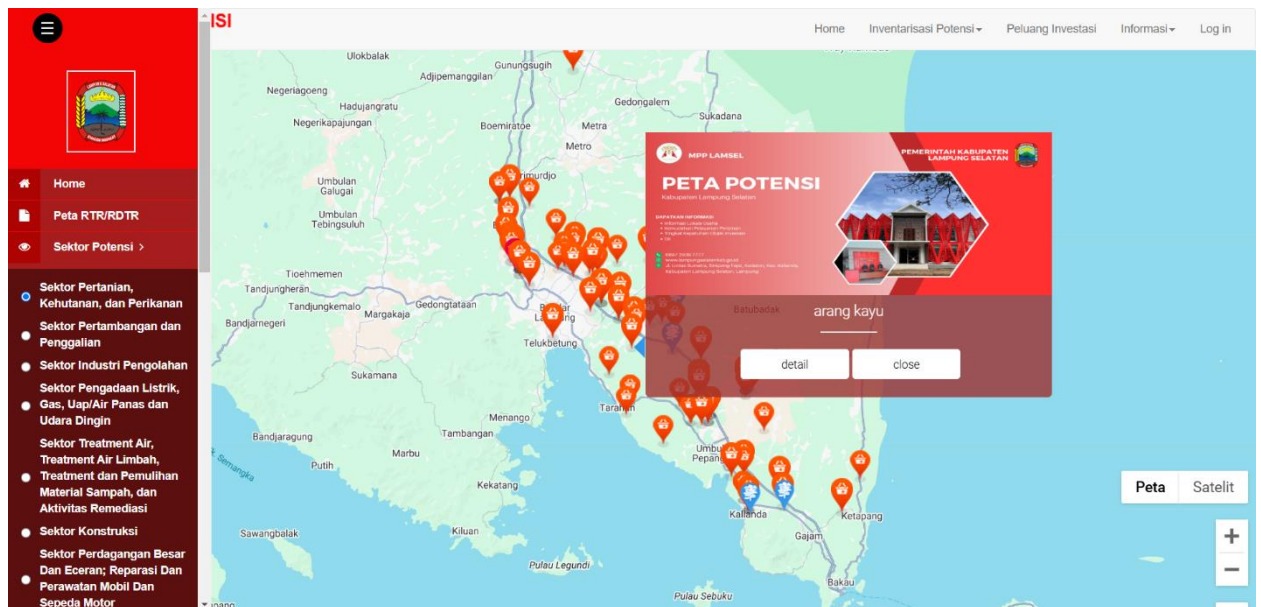 ISI
Home
Inventarisasi Potensi
Peluang Investasi
Informasi
Log in
Home
Peta RTR/RDTR
Sektor Potensi >
Sektor Pertanian,
Kehutanan, dan Perikanan
Sektor Pertambangan dan
Penggalian
Sektor Industri Pengolahan
Sektor Pengadaan Listrik,
Gas, Uap/Air Panas dan
Udara Dingin
Sektor Treatment Air,
Treatment Air Limbah,
Treatment dan Pemulihan
Material Sampah, dan
Aktivitas Remediasi
Sektor Konstruksi
Sektor Perdagangan Besar
Dan Eceran; Reparasi Dan
Perawatan Mobil Dan
Sepeda Motor
Ulokbalak
Gunungsugih
Adjipemanggilan
Negeriagoeng
Hadujangratu
Gedongalem
Negerikapajungan
Boemiratoe
Metra
Sukadana
Metro
Umbulan
Galugai
Umbulan
Tebingsuluh
Tioehmemen
Tandjungheran
Tandjungkemalo
Margakaja
Gedongtataan
Bandjarnegeri
Telukbetung
Sukamana
Menango
Tambangan
Bandjaragung
Marbu
Putih
Semangka
Kekatang
Sawangbalak
Kiluan
Pulau Legundi
Kalianda
Ketapang
Gajam
Bakau
Pulau Sebuku
MPP LAMSEL
PEMERINTAH KABUPATEN
LAMPUNG SELATAN
PETA POTENSI
Kabupaten Lampung Selatan
DAPATKAN INFORMASI:
Batubadak
arang kayu
detail
close
Peta
Satelit
+
−